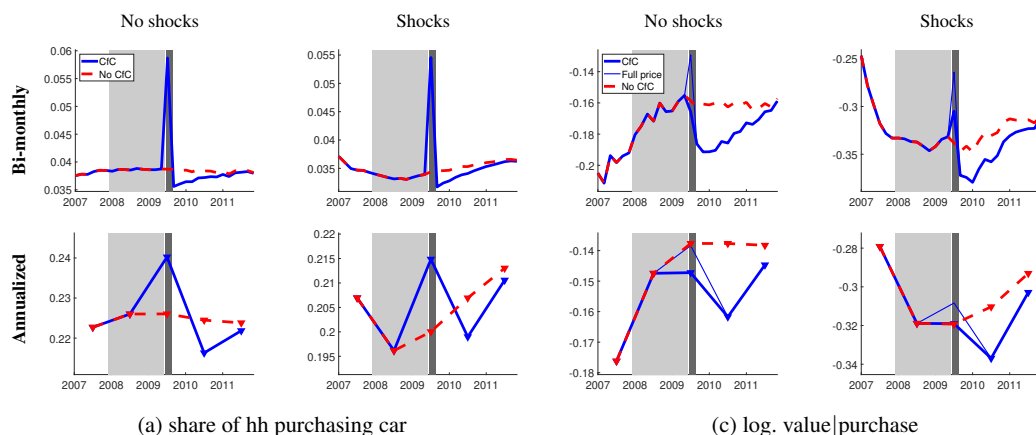 No shocks
Shocks
No shocks
Shocks
Bi-monthly
0.06
0.055
0.05
0.045
0.04
0.035
CfC
No CfC
2007 2008 2009 2010 2011
0.055
0.05
0.045
0.04
0.035
2007 2008 2009 2010 2011
-0.14
-0.16
-0.18
-0.2
CfC
Full price
No CfC
2007 2008 2009 2010 2011
-0.25
-0.3
-0.35
2007 2008 2009 2010 2011
Annualized
0.24
0.23
0.22
2007 2008 2009 2010 2011
0.22
0.215
0.21
0.205
0.2
0.195
2007 2008 2009 2010 2011
-0.14
-0.15
-0.16
-0.17
-0.18
2007 2008 2009 2010 2011
-0.28
-0.3
-0.32
-0.34
2007 2008 2009 2010 2011
(a) share of hh purchasing car
(c) log. value|purchase